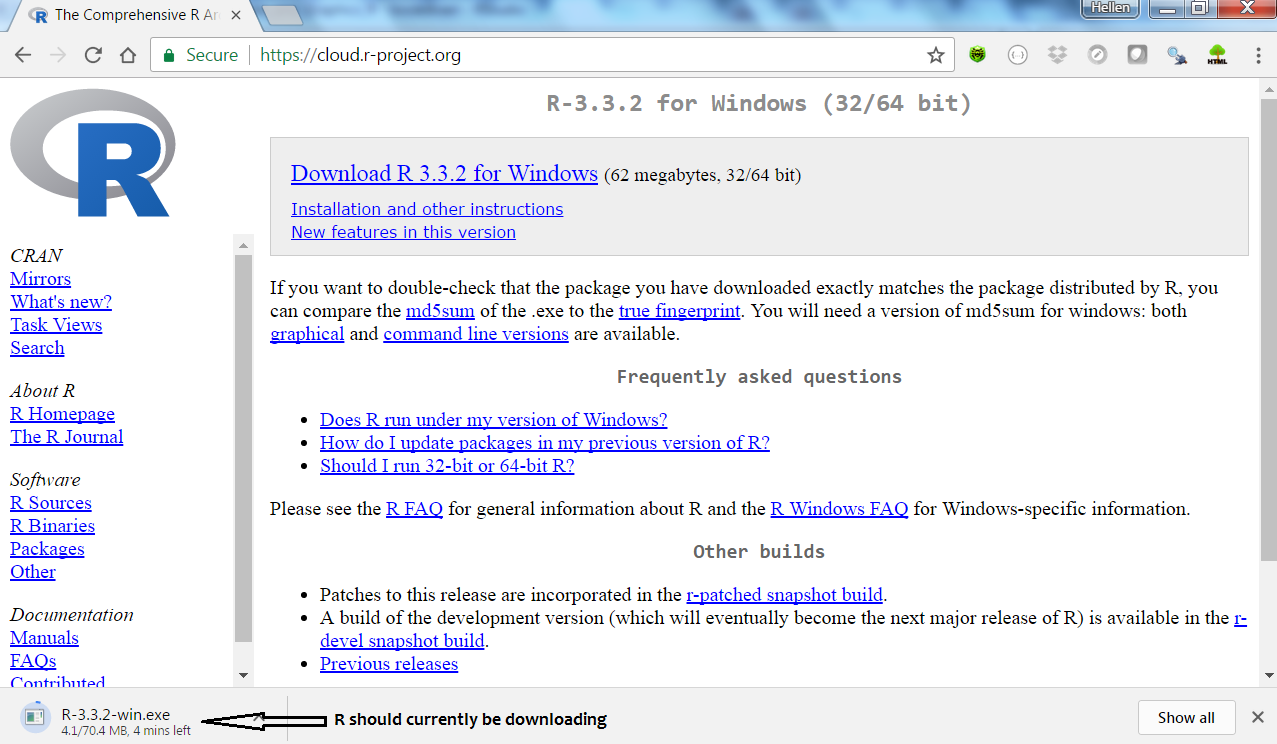 The Comprehensive R Ar
Hellen
Secure
https://cloud.r-project.org
HTML
R
R-3.3.2 for Windows (32/64 bit)
Download R 3.3.2 for Windows (62 megabytes, 32/64 bit)
Installation and other instructions
New features in this version
CRAN
Mirrors
What's new?
Task Views
Search
About R
R Homepage
The R Journal
Software
R Sources
R Binaries
Packages
Other
Documentation
Manuals
FAQs
Contributed
If you want to double-check that the package you have downloaded exactly matches the package distributed by R, you
can compare the md5sum of the .exe to the true fingerprint. You will need a version of md5sum for windows: both
graphical and command line versions are available.
Frequently asked questions
• Does R run under my version of Windows?
• How do I update packages in my previous version of R?
• Should I run 32-bit or 64-bit R?
Please see the R FAQ for general information about R and the R Windows FAQ for Windows-specific information.
Other builds
• Patches to this release are incorporated in the r-patched snapshot build.
• A build of the development version (which will eventually become the next major release of R) is available in the r-
devel snapshot build.
• Previous releases
R-3.3.2-win.exe
4.1/70.4 MB, 4 mins left
R should currently be downloading
Show all